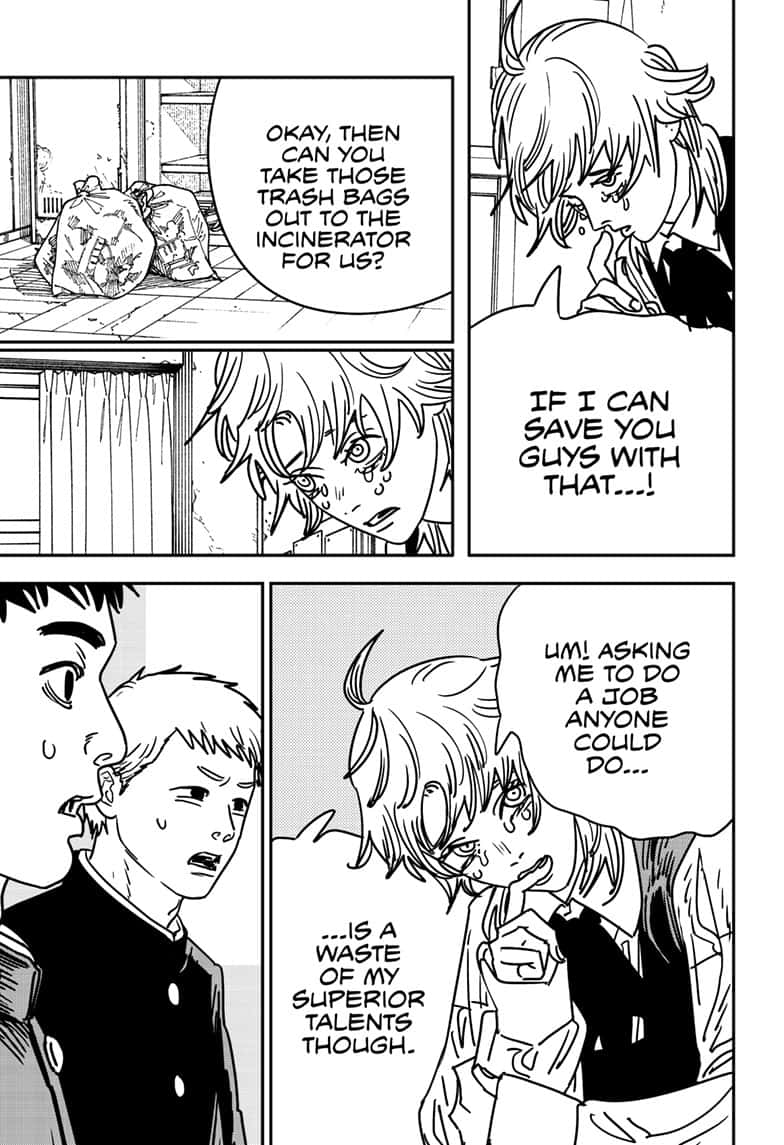 IF I CAN
SAVE YOU
GUYS WITH
THAT...!
OKAY, THEN
CAN YOU
TAKE THOSE
TRASH BAGS
OUT TO THE
INCINERATOR
FOR US?
UM! ASKING
ME TO DO
A JOB
ANYONE
COULD
DO...
...IS A
WASTE
OF MY
SUPERIOR
TALENTS
THOUGH.